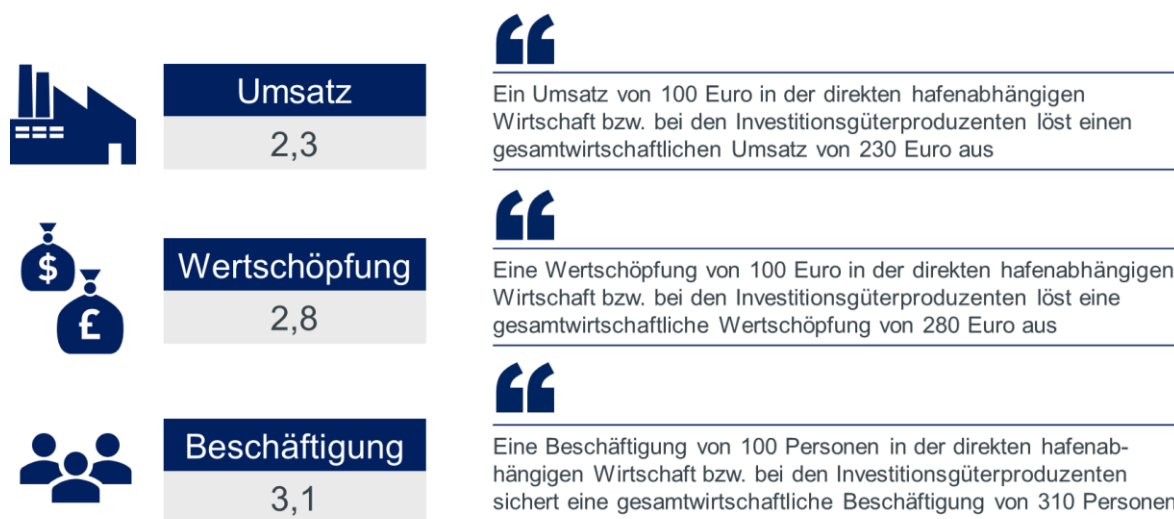 Umsatz
2,3
Ein Umsatz von 100 Euro in der direkten hafenabhängigen
Wirtschaft bzw. bei den Investitionsgüterproduzenten löst einen
gesamtwirtschaftlichen Umsatz von 230 Euro aus
$
£
Wertschöpfung
2,8
Eine Wertschöpfung von 100 Euro in der direkten hafenabhängigen
Wirtschaft bzw. bei den Investitionsgüterproduzenten löst eine
gesamtwirtschaftliche Wertschöpfung von 280 Euro aus
Beschäftigung
3,1
Eine Beschäftigung von 100 Personen in der direkten hafenab-
hängigen Wirtschaft bzw. bei den Investitionsgüterproduzenten
sichert eine gesamtwirtschaftliche Beschäftigung von 310 Personen